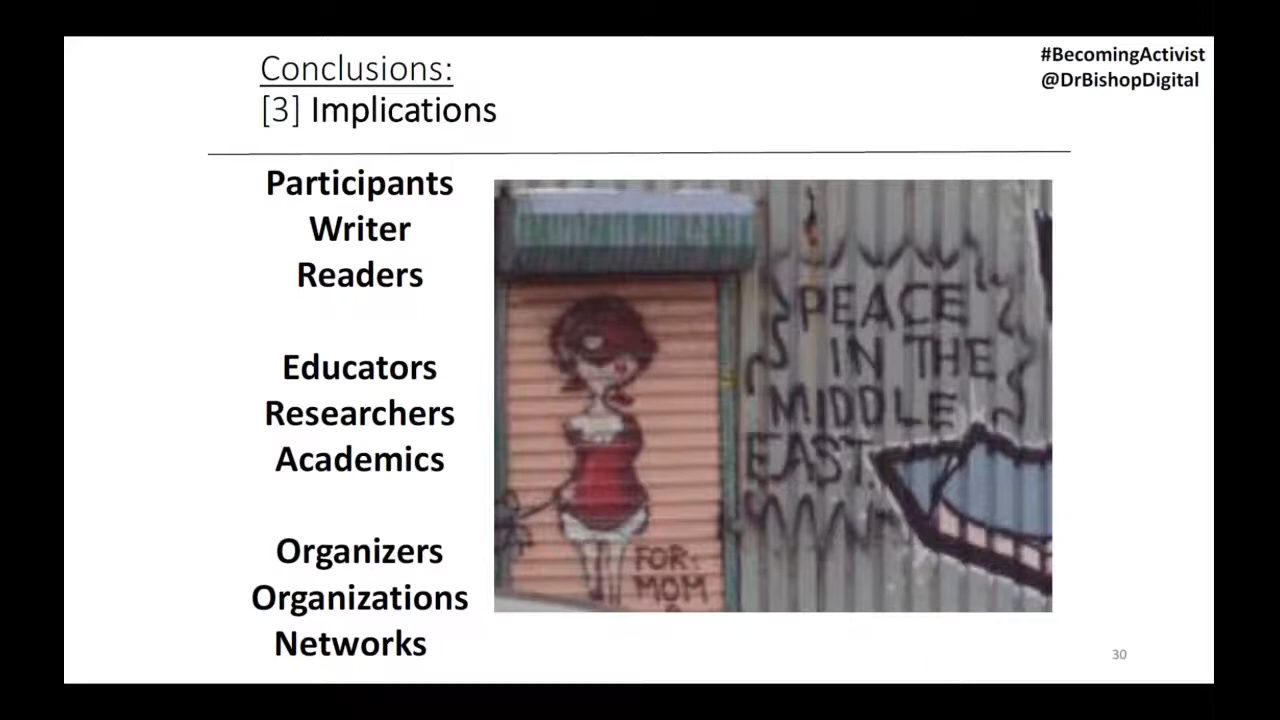 Conclusions:
[3] Implications
#BecomingActivist
@DrBishopDigital
Participants
Writer
Readers
Educators
Researchers
Academics
Organizers
Organizations
Networks
PEACE
IN THE
MIDDLE
EAST.
FOR
MOM
30